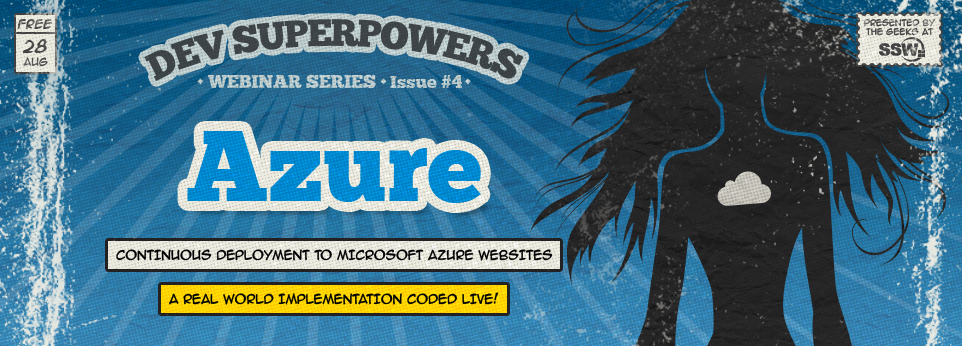 FREE
28
AUG
DEV SUPERPOWERS
• WEBINAR SERIES • Issue #4 •
Azure
CONTINUOUS DEPLOYMENT TO MICROSOFT AZURE WEBSITES
A REAL WORLD IMPLEMENTATION CODED LIVE!
PRESENTED BY
THE GEEKS AT
SSW